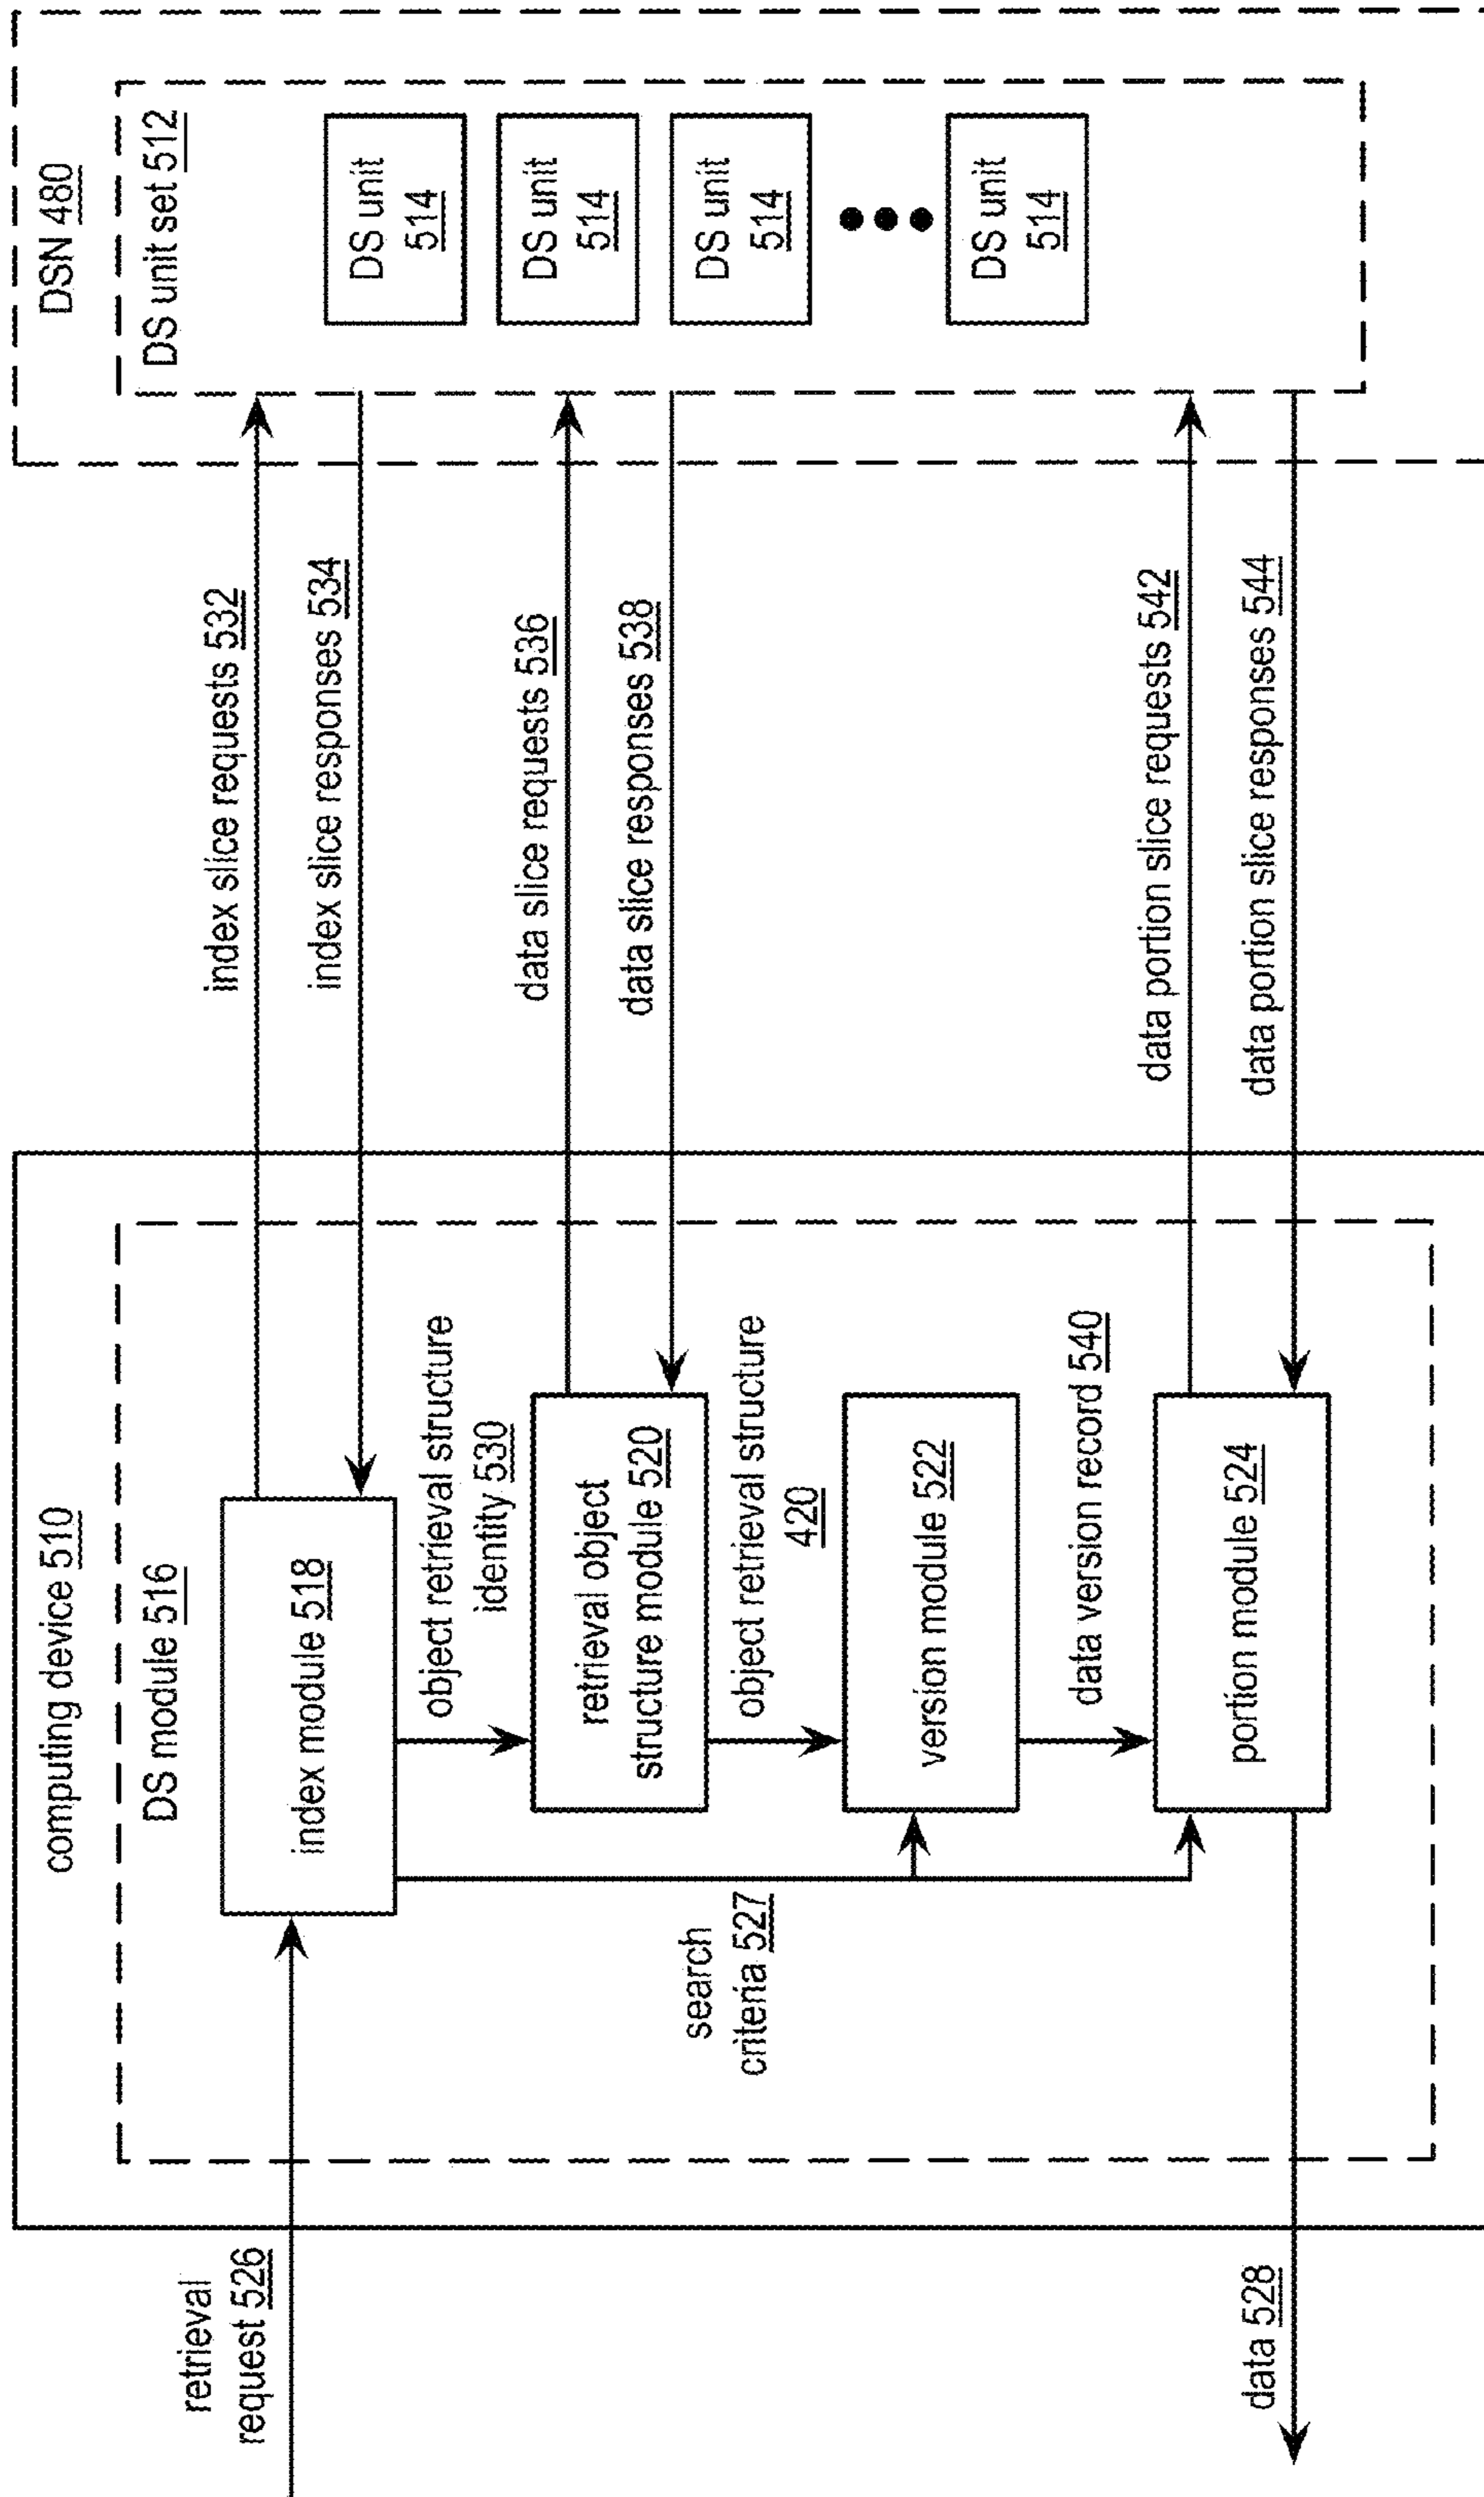 computing device 510
DSN 480
DS module 516
DS unit set 512
retrieval
request 526
index module 518
index slice requests 532
index slice responses 534
DS unit
514
object retrieval structure
identity 530
retrieval object
structure module 520
data slice requests 536
data slice responses 538
DS unit
514
search
criteria 527
object retrieval structure
420
DS unit
514
version module 522
data version record 540
DS unit
514
portion module 524
data portion slice requests 542
data portion slice responses 544
data 528